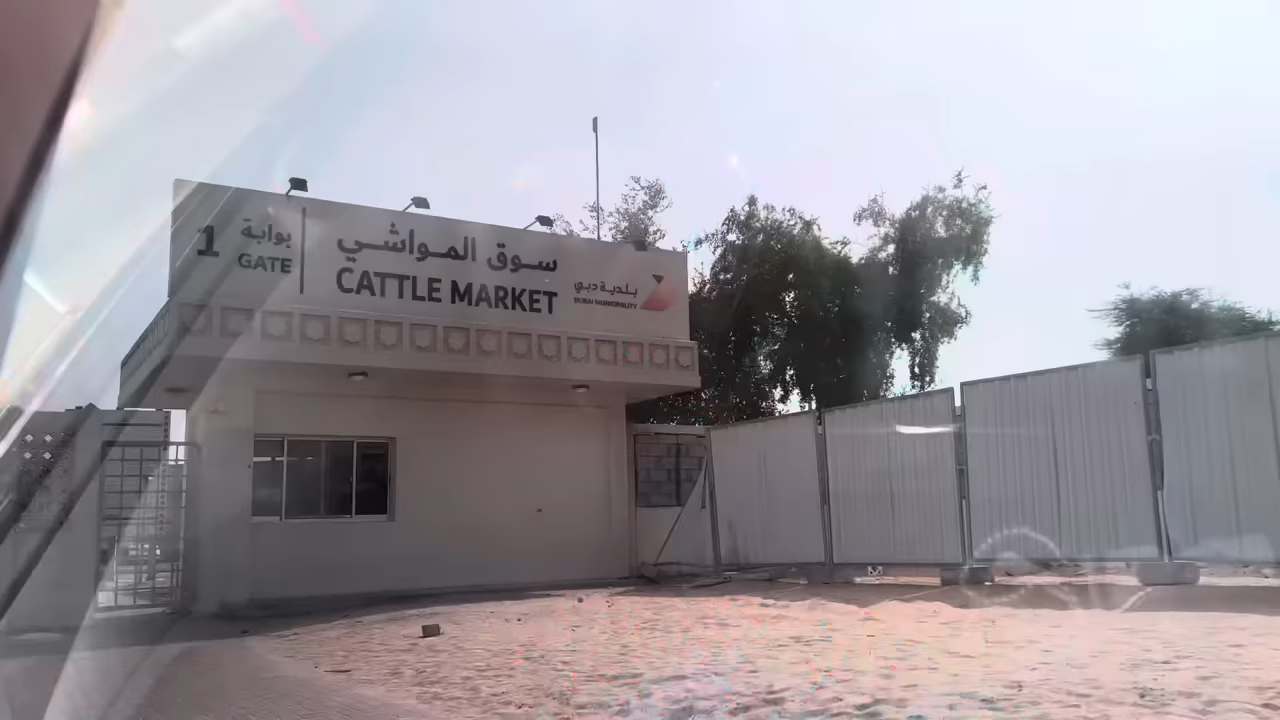 1
بوابة
GATE
سوق المواشي
CATTLE MARKET
بلدية دبي
DUBAI MUNICIPALITY